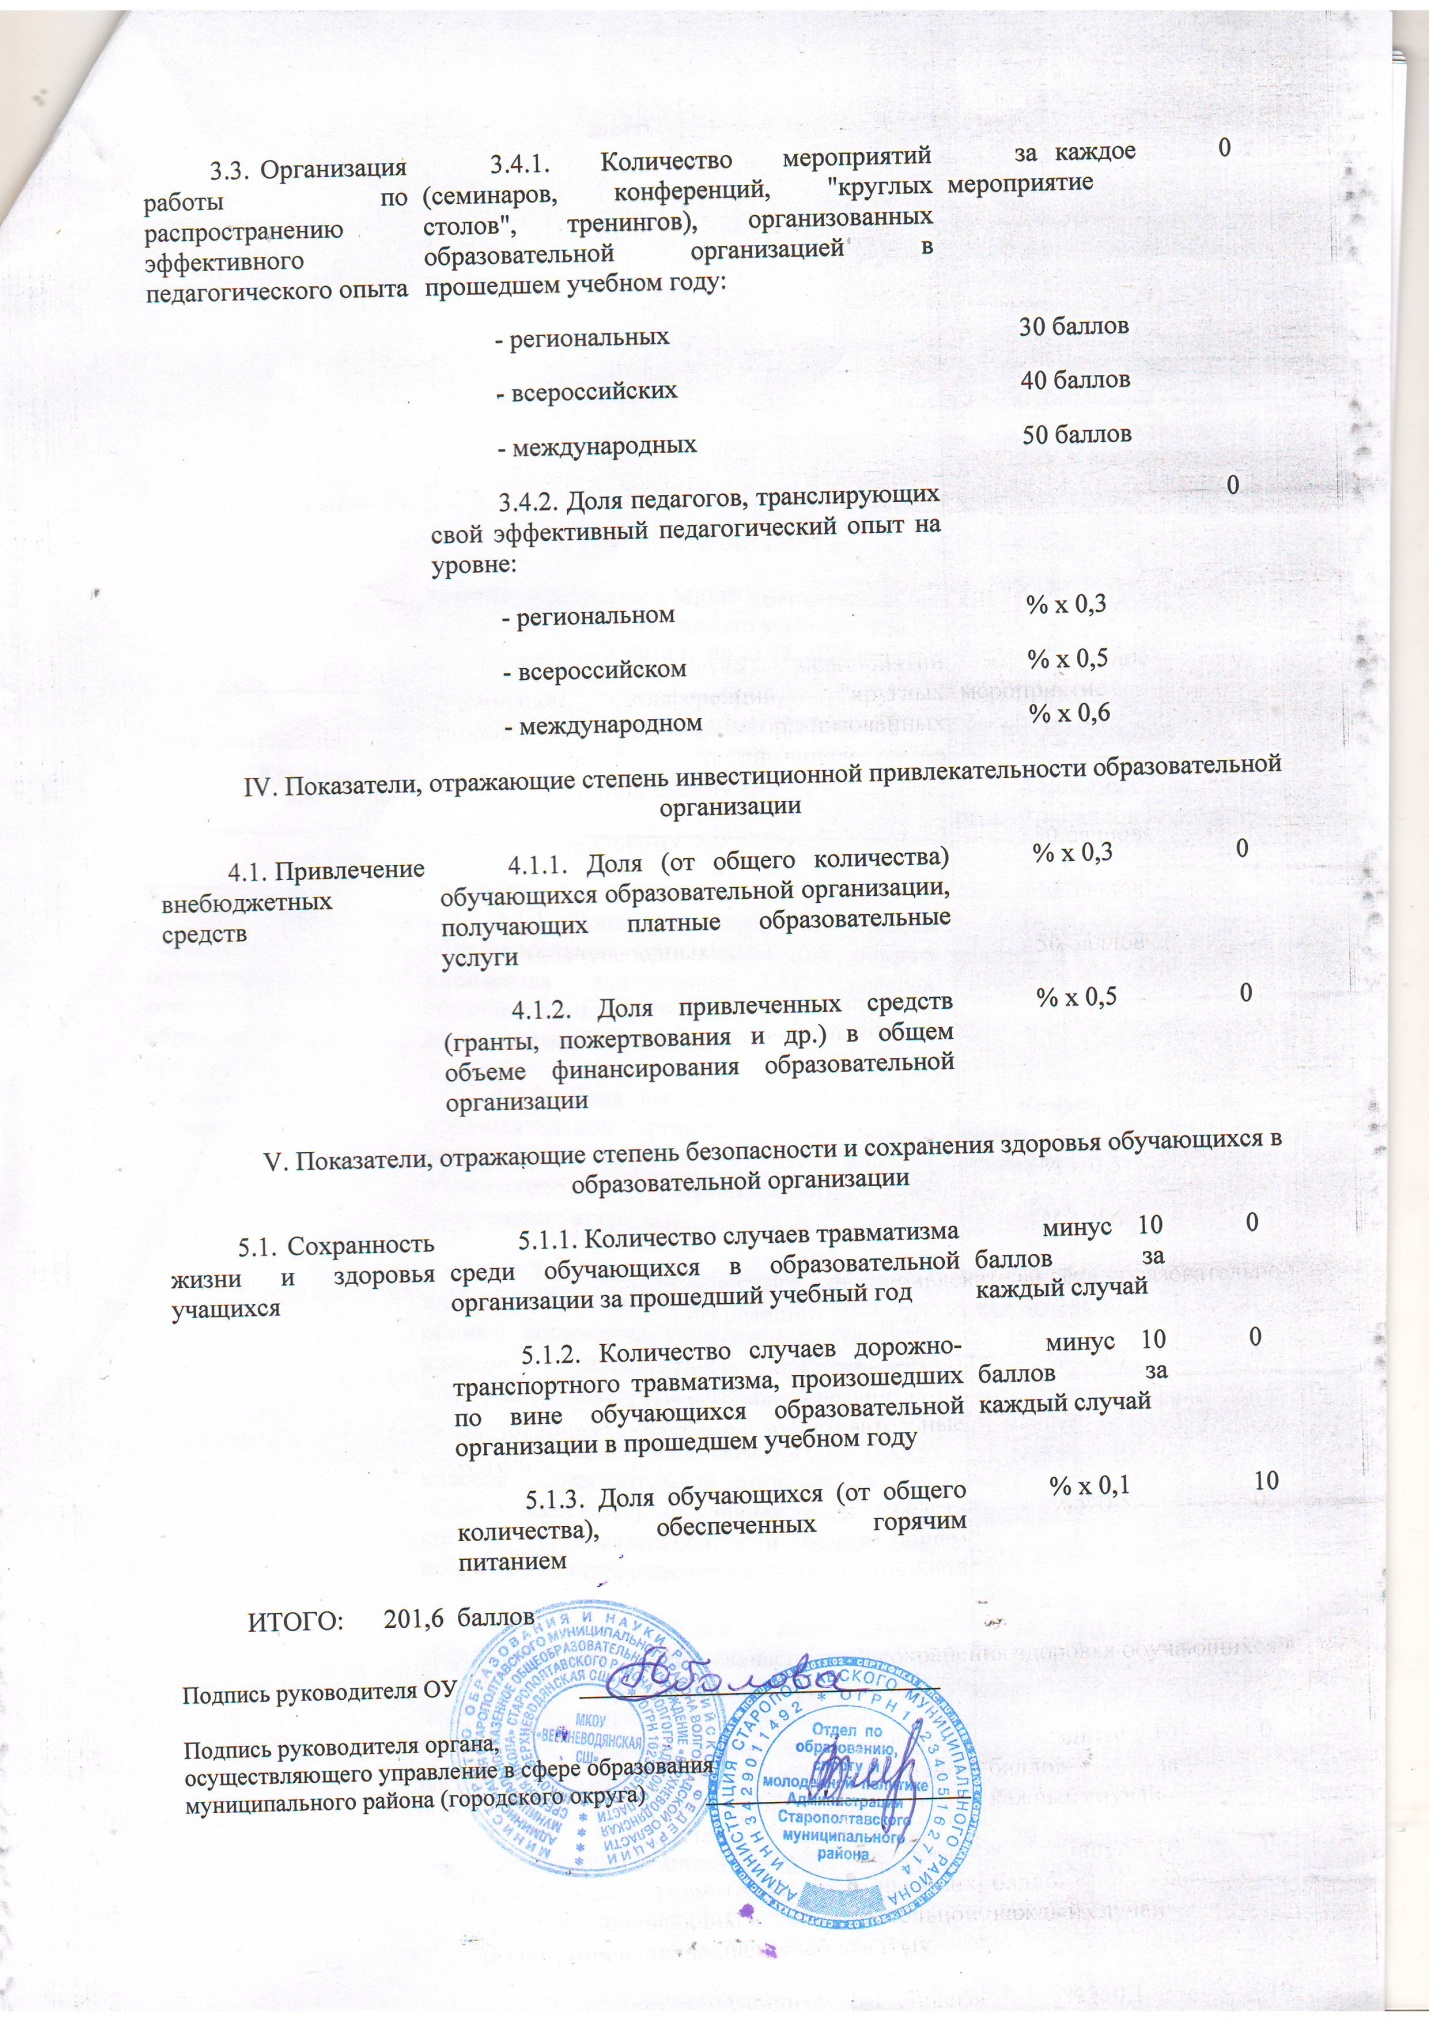 3.3. Организация
работы по
распространению
эффективного
педагогического опыта
3.4.1. Количество мероприятий
(семинаров, конференций, "круглых
столов", тренингов), организованных
образовательной организацией в
прошедшем учебном году:
за каждое
мероприятие
0
- региональных
30 баллов
- всероссийских
40 баллов
- международных
50 баллов
3.4.2. Доля педагогов, транслирующих
свой эффективный педагогический опыт на
уровне:
0
- региональном
% х 0,3
- всероссийском
% х 0,5
- международном
% х 0,6
IV. Показатели, отражающие степень инвестиционной привлекательности образовательной
организации
4.1. Привлечение
внебюджетных
средств
4.1.1. Доля (от общего количества)
обучающихся образовательной организации,
получающих платные образовательные
услуги
% х 0,3
0
4.1.2. Доля привлеченных средств
(гранты, пожертвования и др.) в общем
объеме финансирования образовательной
организации
% х 0,5
0
V. Показатели, отражающие степень безопасности и сохранения здоровья обучающихся в
образовательной организации
5.1. Сохранность
жизни и здоровья
учащихся
5.1.1. Количество случаев травматизма
среди обучающихся в образовательной
организации за прошедший учебный год
минус 10
баллов за
каждый случай
0
5.1.2. Количество случаев дорожно-
транспортного травматизма, произошедших
по вине обучающихся образовательной
организации в прошедшем учебном году
минус 10
баллов за
каждый случай
0
5.1.3. Доля обучающихся (от общего
количества), обеспеченных горячим
питанием
% х 0,1
10
ИТОГО: 201,6 баллов
Подпись руководителя ОУ
Подпись руководителя органа,
осуществляющего управление в сфере образования
муниципального района (городского округа)
МКОУ
«ВЕРХНЕВОДЯНСКАЯ
СШ»
АДМИНИСТРАЦИЯ СТАРОПОЛТАВСКОГО МУНИЦИПАЛЬНОГО РАЙОНА
ИНН 3429011492 * ОГРН 1023405162714
Отдел по
образованию,
спорту и
молодежной политике
Администрации
Старополтавского
муниципального
района